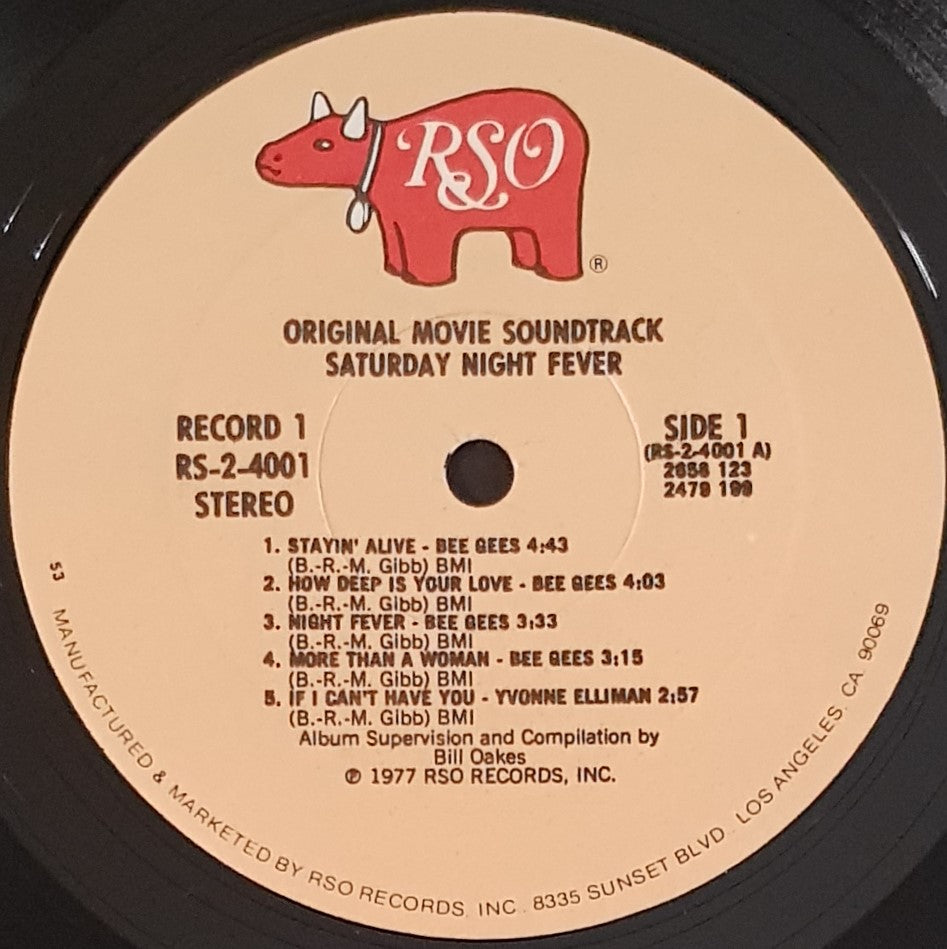 RSO
®
ORIGINAL MOVIE SOUNDTRACK
SATURDAY NIGHT FEVER
RECORD 1
RS-2-4001
STEREO
SIDE 1
(RS-2-4001 A)
2658 123
2479 199
1. STAYIN' ALIVE - BEE GEES 4:43
(B.-R.-M. Gibb) BMI
2. HOW DEEP IS YOUR LOVE - BEE GEES 4:03
(B.-R.-M. Gibb) BMI
3. NIGHT FEVER - BEE GEES 3:33
(B.-R.-M. Gibb) BMI
4. MORE THAN A WOMAN - BEE GEES 3:15
(B.-R.-M. Gibb) BMI
5. IF I CAN'T HAVE YOU - YVONNE ELLIMAN 2:57
(B.-R.-M. Gibb) BMI
Album Supervision and Compilation by
Bill Oakes
℗ 1977 RSO RECORDS, INC.
53 MANUFACTURED & MARKETED BY RSO RECORDS, INC. 8335 SUNSET BLVD., LOS ANGELES, CA. 90069